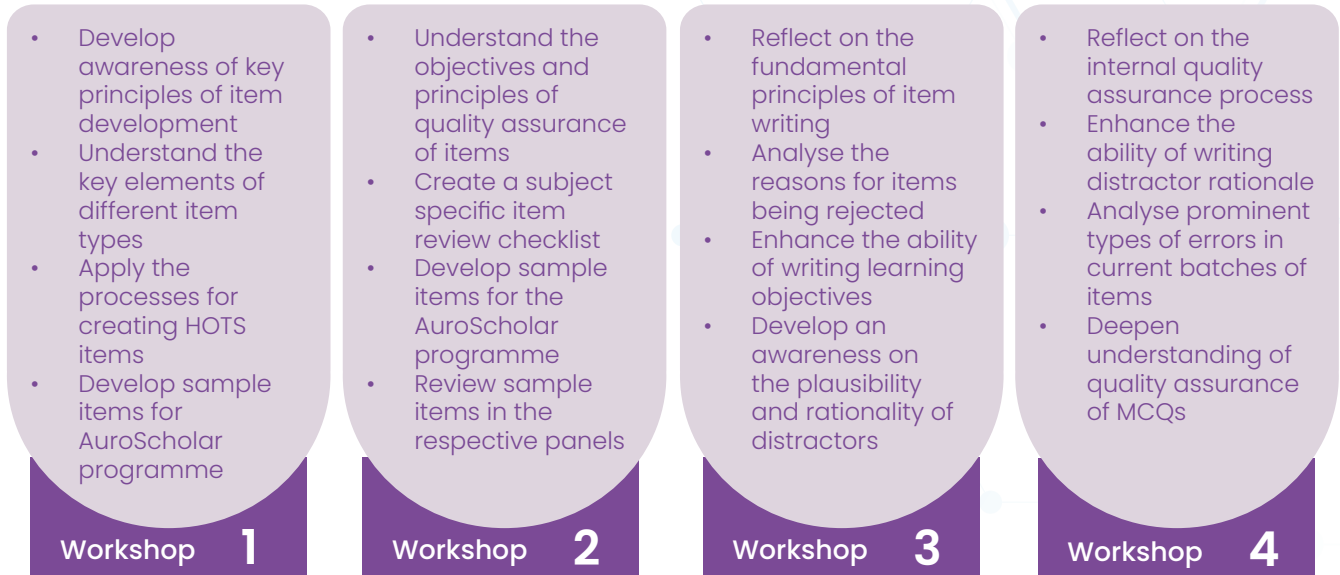 • Develop
awareness of key
principles of item
development
• Understand the
key elements of
different item
types
• Apply the
processes for
creating HOTS
items
• Develop sample
items for
AuroScholar
programme
Workshop 1
• Understand the
objectives and
principles of
quality assurance
of items
• Create a subject
specific item
review checklist
• Develop sample
items for the
AuroScholar
programme
• Review sample
items in the
respective panels
Workshop 2
• Reflect on the
fundamental
principles of item
writing
• Analyse the
reasons for items
being rejected
• Enhance the ability
of writing learning
objectives
• Develop an
awareness on
the plausibility
and rationality of
distractors
Workshop 3
• Reflect on the
internal quality
assurance process
• Enhance the
ability of writing
distractor rationale
• Analyse prominent
types of errors in
current batches of
items
• Deepen
understanding of
quality assurance
of MCQs
Workshop 4